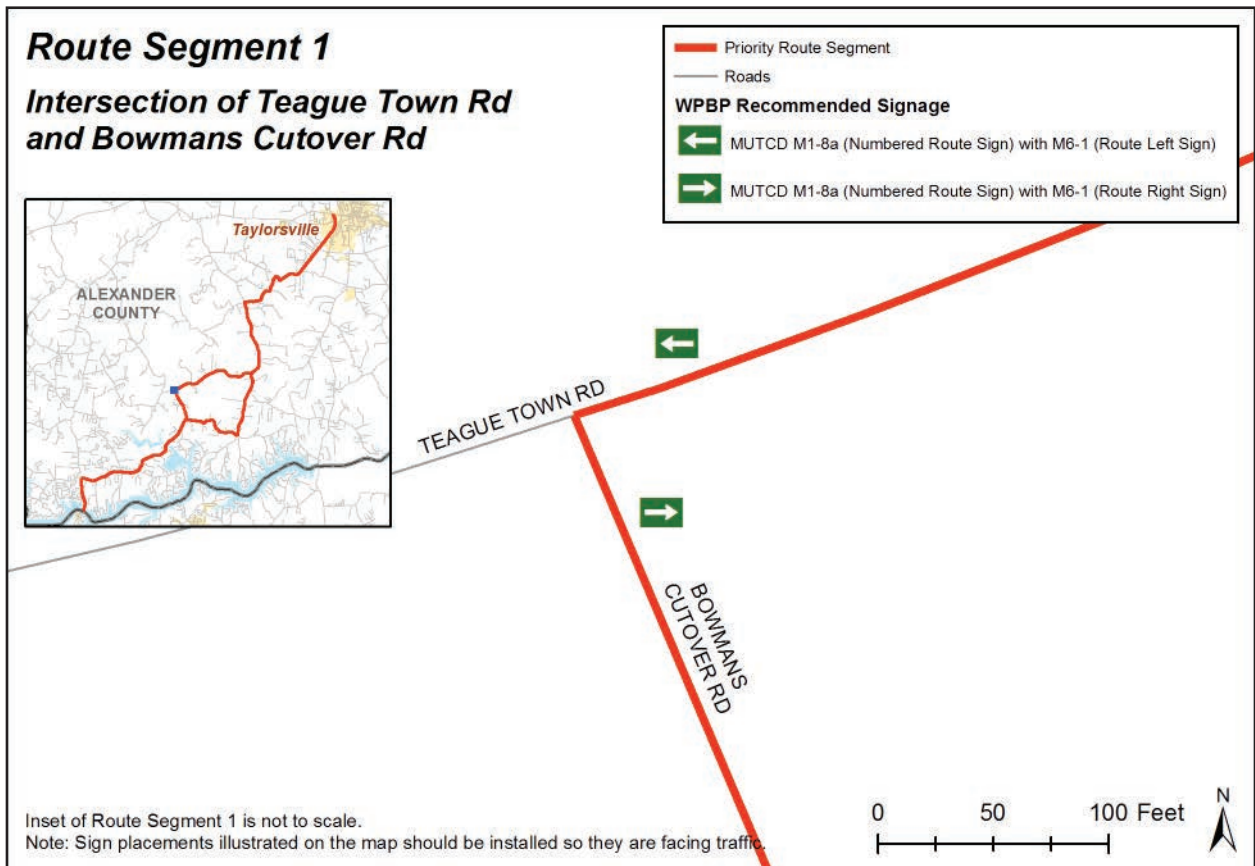 Route Segment 1
Intersection of Teague Town Rd
and Bowmans Cutover Rd
Priority Route Segment
Roads
WPBP Recommended Signage
MUTCD M1-8a (Numbered Route Sign) with M6-1 (Route Left Sign)
MUTCD M1-8a (Numbered Route Sign) with M6-1 (Route Right Sign)
Taylorsville
ALEXANDER
COUNTY
TEAGUE TOWN RD
BOWMANS
CUTOVER RD
Inset of Route Segment 1 is not to scale.
Note: Sign placements illustrated on the map should be installed so they are facing traffic.
0 50 100 Feet
N